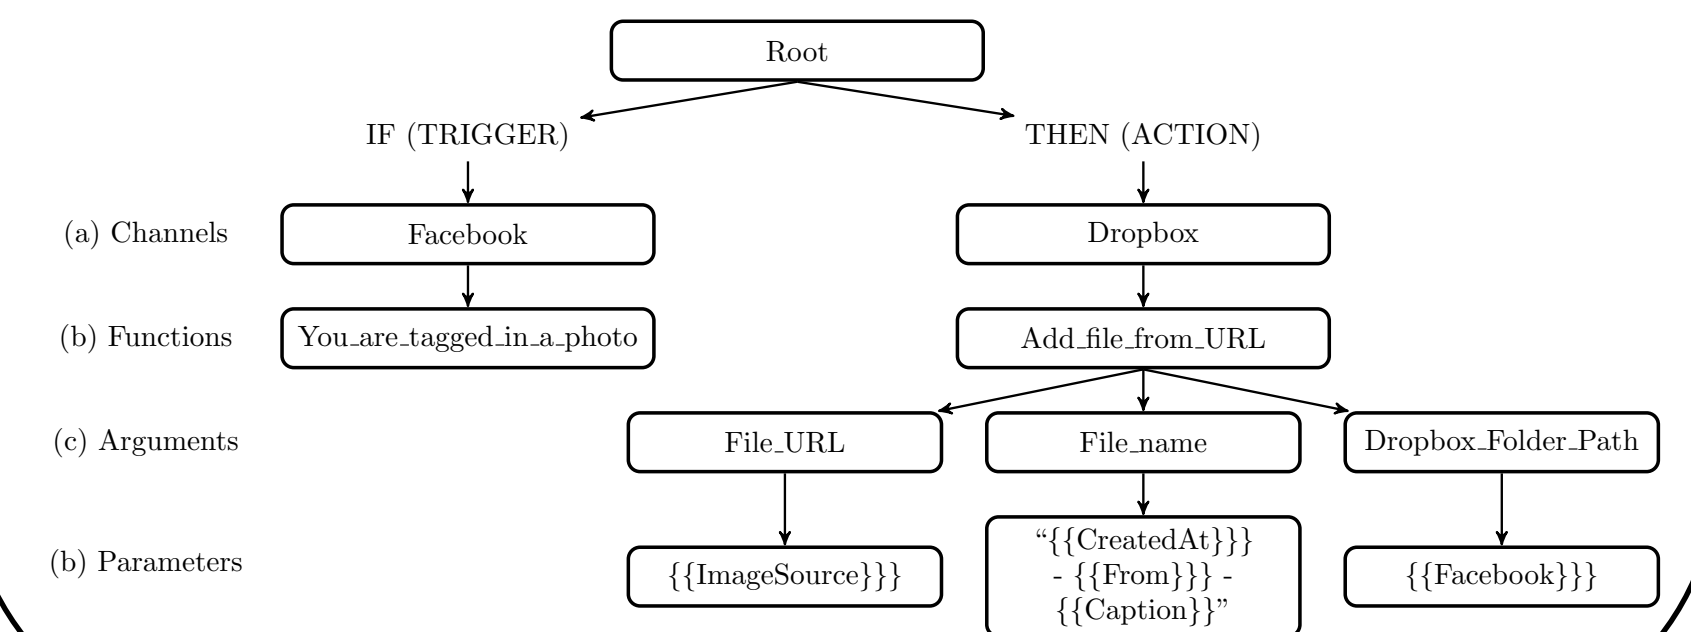 Root
IF (TRIGGER)
THEN (ACTION)
(a) Channels
Facebook
Dropbox
(b) Functions
You_are_tagged_in_a_photo
Add_file_from_URL
(c) Arguments
File_URL
File_name
Dropbox_Folder_Path
(b) Parameters
{{ImageSource}}}
“{{CreatedAt}}}
- {{From}}} -
{{Caption}}”
{{Facebook}}}